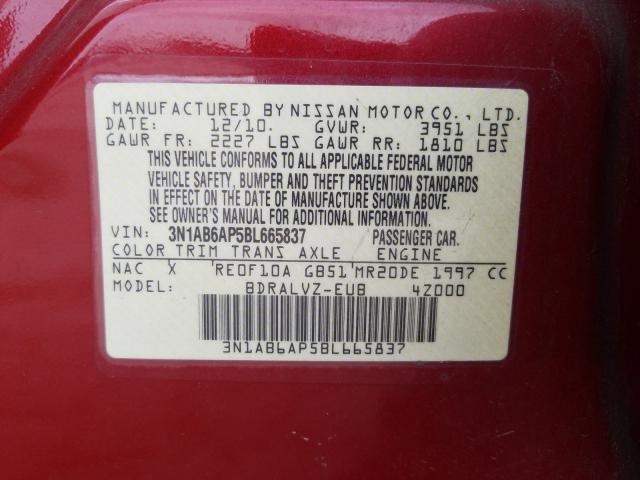 MANUFACTURED BY NISSAN MOTOR CO., LTD.
DATE: 12/10. GVWR: 3951 LBS
GAWR FR: 2227 LBS GAWR RR: 1810 LBS
THIS VEHICLE CONFORMS TO ALL APPLICABLE FEDERAL MOTOR
VEHICLE SAFETY, BUMPER AND THEFT PREVENTION STANDARDS
IN EFFECT ON THE DATE OF MANUFACTURE SHOWN ABOVE.
SEE OWNER'S MANUAL FOR ADDITIONAL INFORMATION.
VIN: 3N1AB6AP5BL665837 PASSENGER CAR.
COLOR TRIM TRANS AXLE ENGINE
NAC X RE0F10A GB51 MR20DE 1997 CC
MODEL: BDRALVZ-EUB 4Z000
3N1AB6AP5BL665837